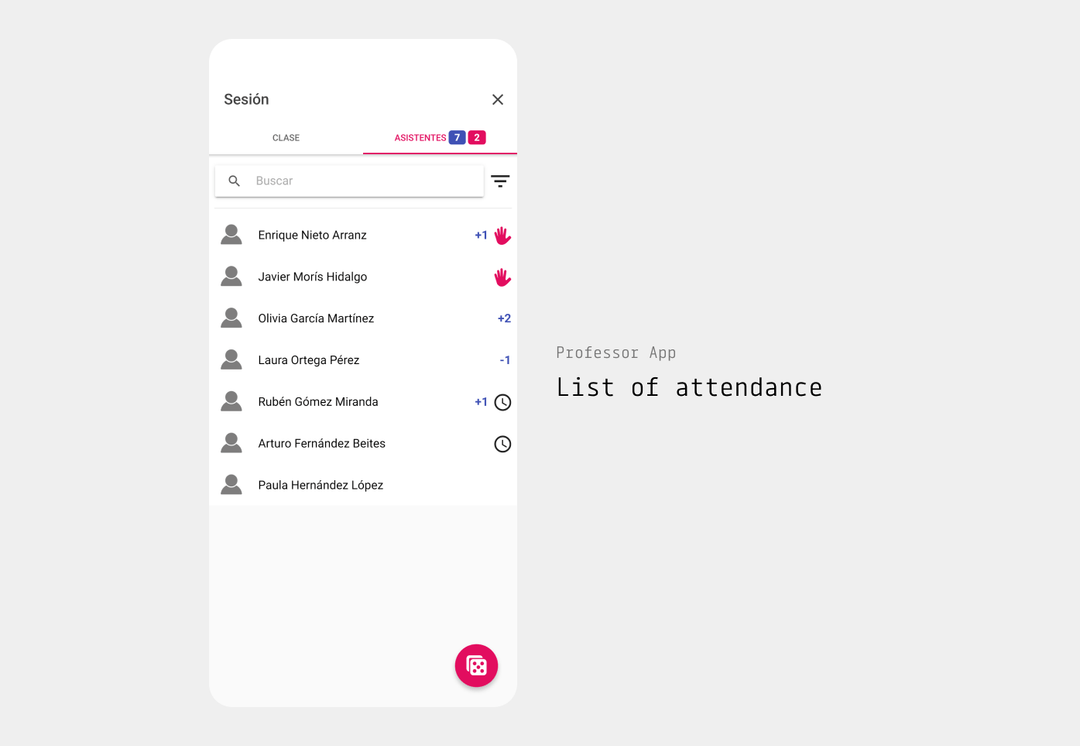 Sesión
CLASE
ASISTENTES 7 2
Buscar
Enrique Nieto Arranz +1
Javier Morís Hidalgo
Olivia García Martínez +2
Laura Ortega Pérez -1
Rubén Gómez Miranda +1
Arturo Fernández Beites
Paula Hernández López
Professor App
List of attendance